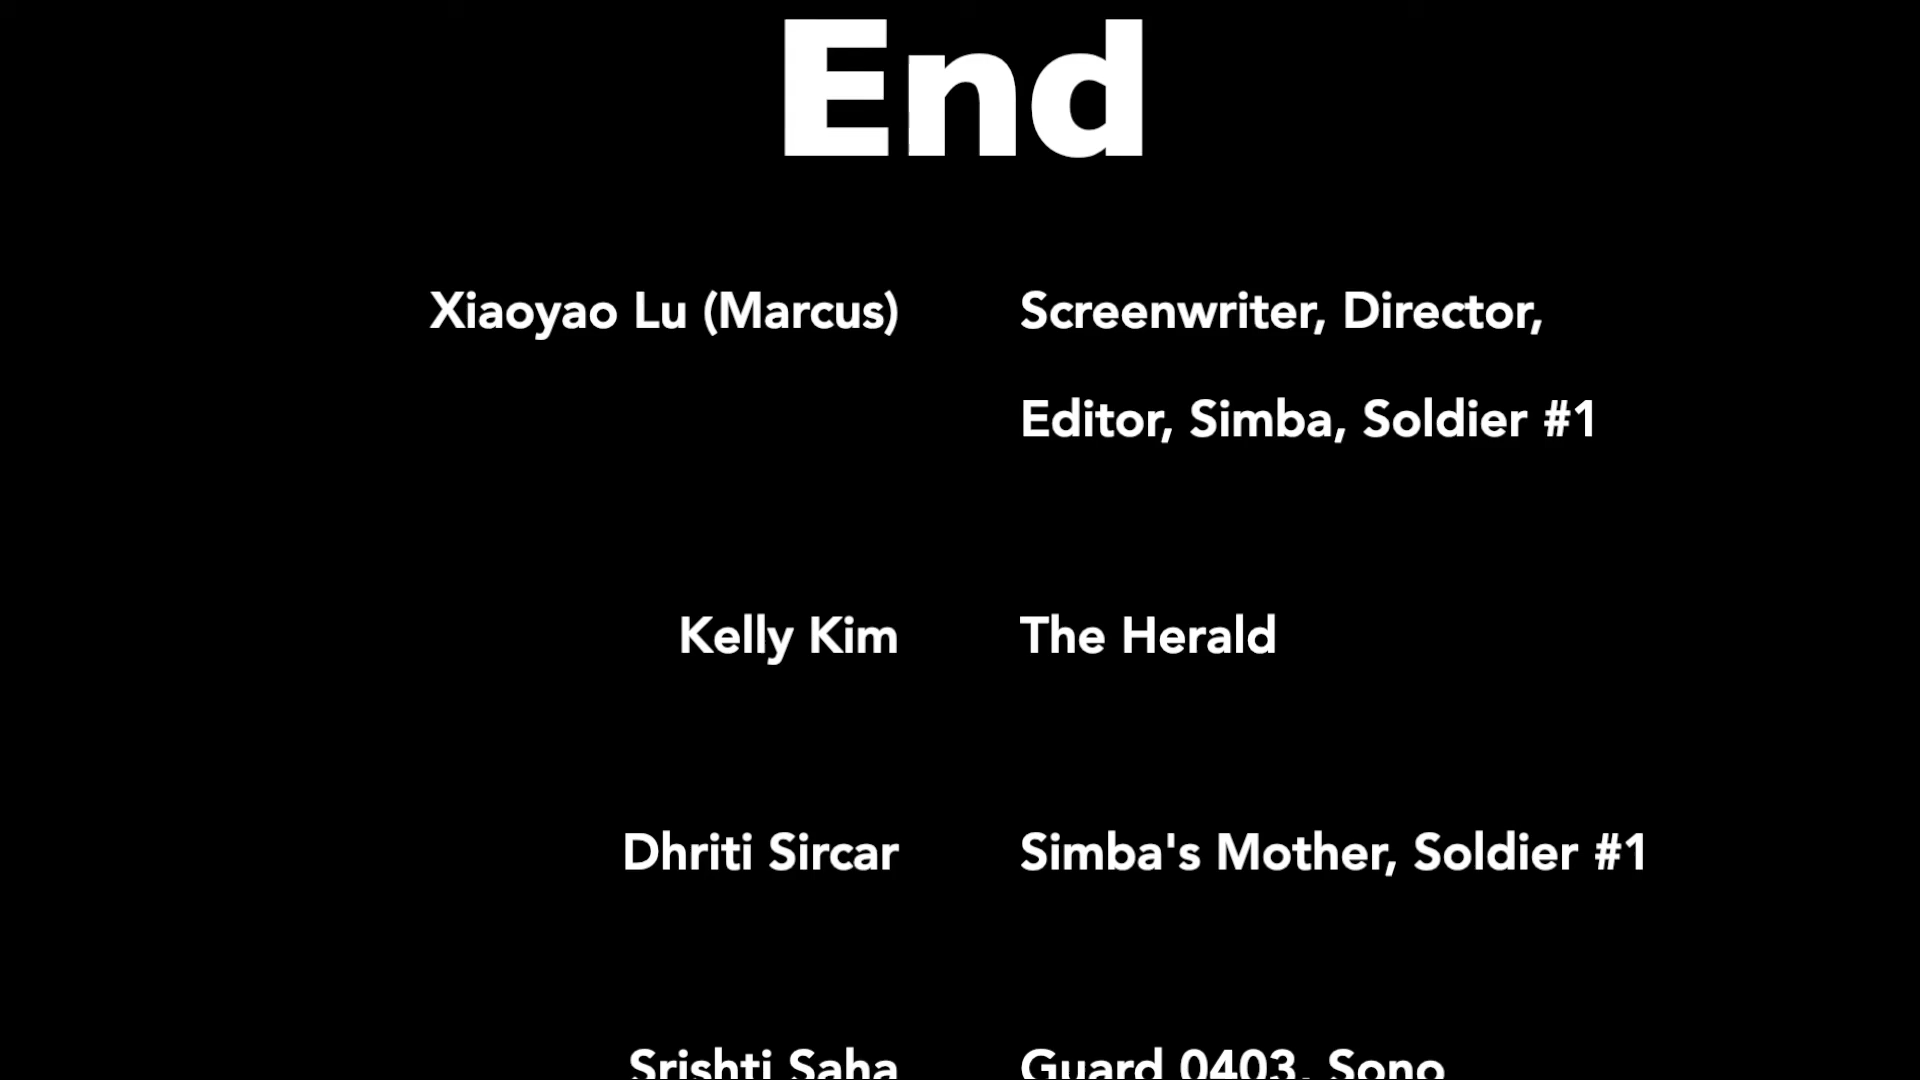 End
Xiaoyao Lu (Marcus) Screenwriter, Director,
Editor, Simba, Soldier #1
Kelly Kim The Herald
Dhriti Sircar Simba's Mother, Soldier #1
Srishti Saha Guard 0403, Sono